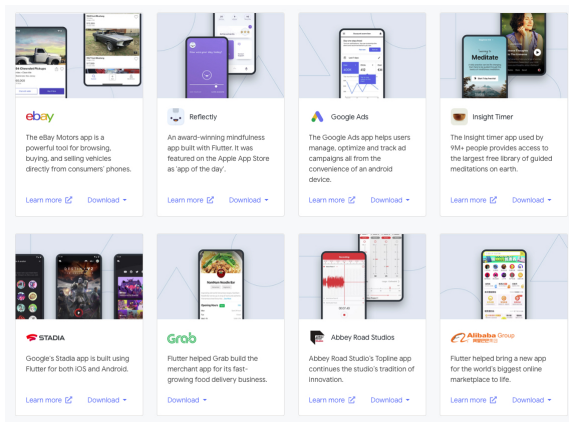 Meditate
ebay
Reflectly
Google Ads
Insight Timer
The eBay Motors app is a
powerful tool for browsing,
buying, and selling vehicles
directly from consumers' phones.
An award-winning mindfulness
app built with Flutter. It was
featured on the Apple App Store
as 'app of the day'.
The Google Ads app helps users
manage, optimize and track ad
campaigns all from the
convenience of an android
device.
The Insight timer app used by
9M+ people provides access to
the largest free library of guided
meditations on earth.
Learn more Download
Learn more Download
Learn more Download
Learn more Download
STADIA
Grab
Abbey Road Studios
Alibaba Group
Google's Stadia app is built using
Flutter for both iOS and Android.
Flutter helped Grab build the
merchant app for its fast-
growing food delivery business.
Abbey Road Studio's Topline app
continues the studio's tradition of
innovation.
Flutter helped bring a new app
for the world's biggest online
marketplace to life.
Learn more Download
Download
Learn more Download
Learn more Download